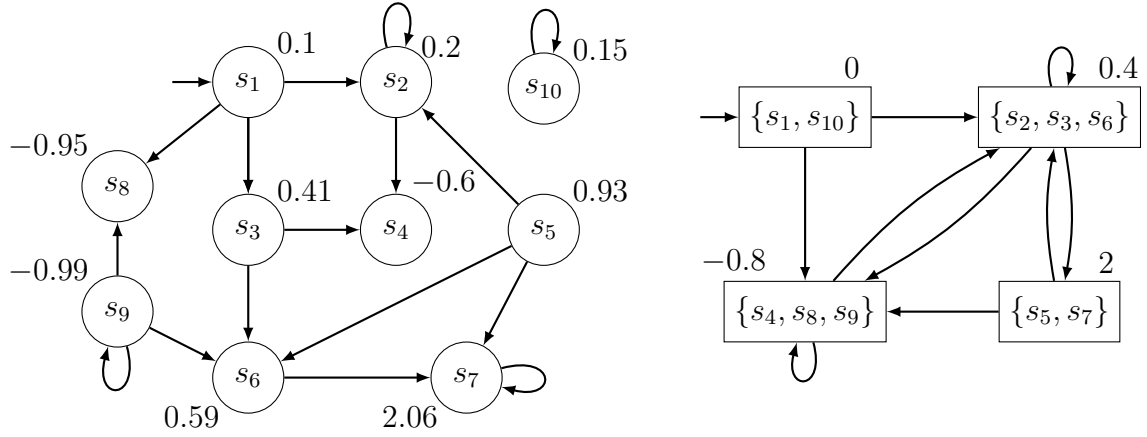 0.1
0.2
0.15
s₁
s₂
s₁₀
−0.95
s₈
0.41
−0.6
0.93
s₃
s₄
s₅
−0.99
s₉
s₆
s₇
0.59
2.06
0
0.4
{s₁, s₁₀}
{s₂, s₃, s₆}
−0.8
2
{s₄, s₈, s₉}
{s₅, s₇}